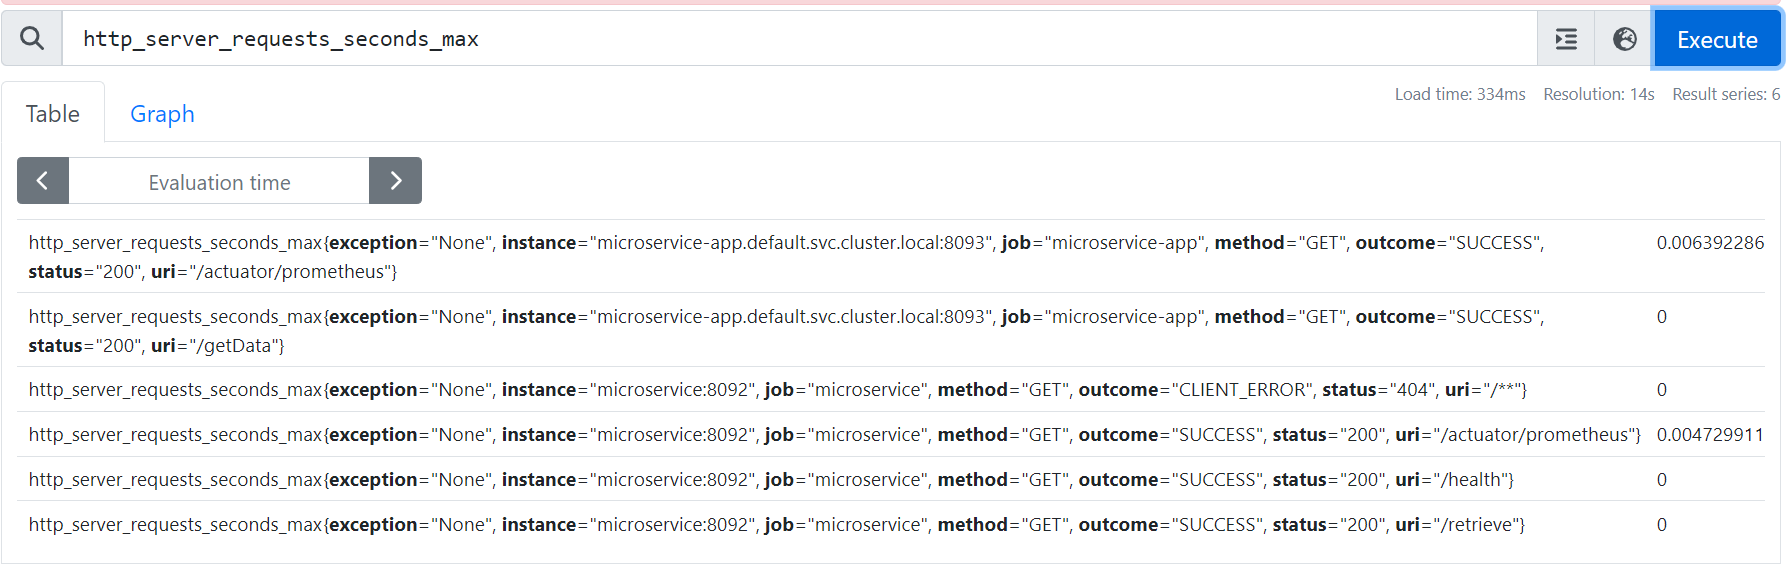 http_server_requests_seconds_max
Execute
Load time: 334ms Resolution: 14s Result series: 6
Table Graph
Evaluation time
http_server_requests_seconds_max{exception="None", instance="microservice-app.default.svc.cluster.local:8093", job="microservice-app", method="GET", outcome="SUCCESS", 0.006392286
status="200", uri="/actuator/prometheus"}
http_server_requests_seconds_max{exception="None", instance="microservice-app.default.svc.cluster.local:8093", job="microservice-app", method="GET", outcome="SUCCESS", 0
status="200", uri="/getData"}
http_server_requests_seconds_max{exception="None", instance="microservice:8092", job="microservice", method="GET", outcome="CLIENT_ERROR", status="404", uri="/**"} 0
http_server_requests_seconds_max{exception="None", instance="microservice:8092", job="microservice", method="GET", outcome="SUCCESS", status="200", uri="/actuator/prometheus"} 0.004729911
http_server_requests_seconds_max{exception="None", instance="microservice:8092", job="microservice", method="GET", outcome="SUCCESS", status="200", uri="/health"} 0
http_server_requests_seconds_max{exception="None", instance="microservice:8092", job="microservice", method="GET", outcome="SUCCESS", status="200", uri="/retrieve"} 0